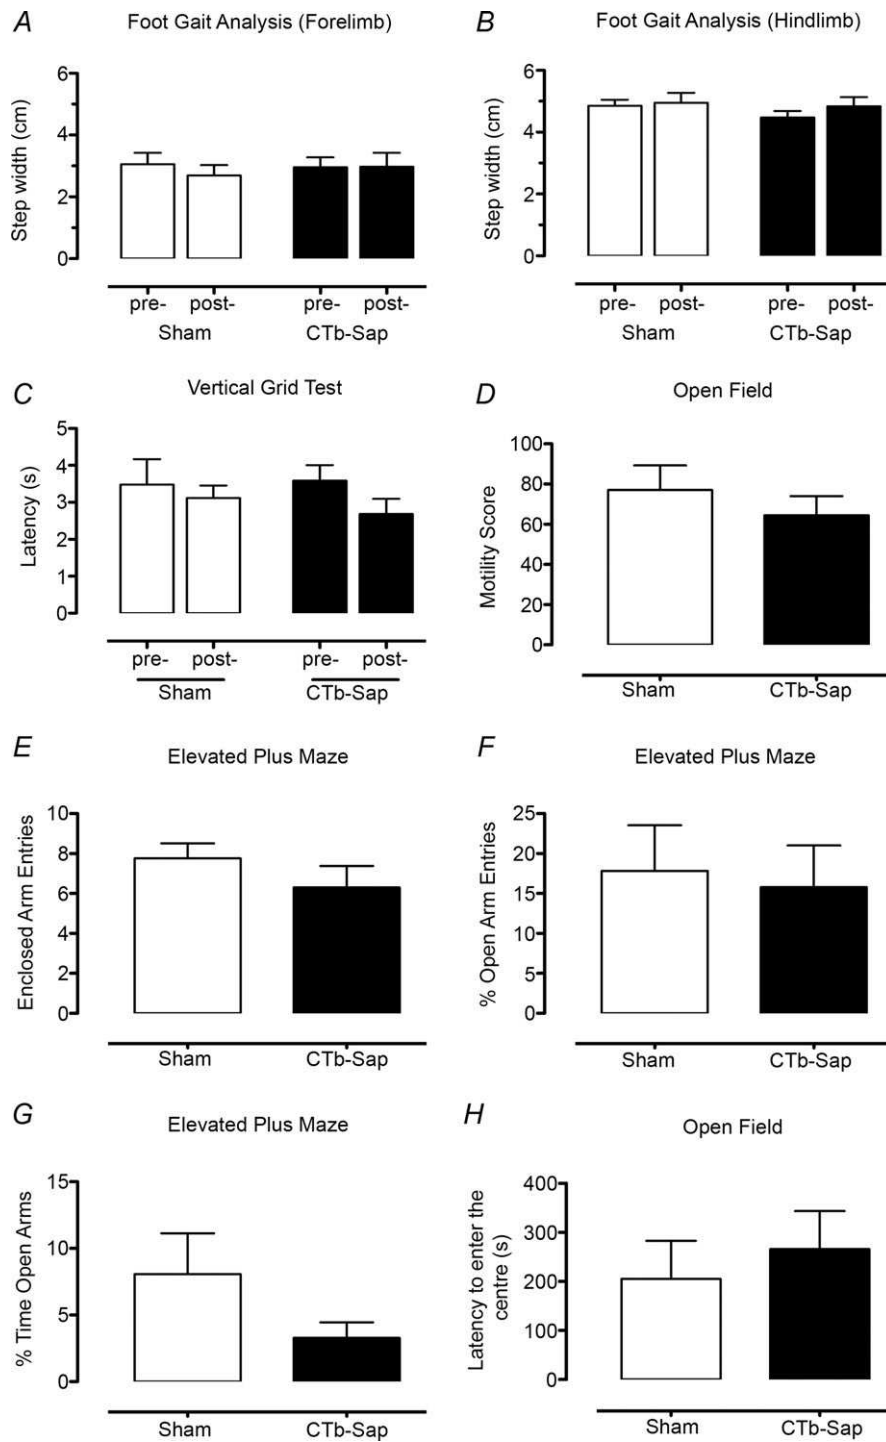 A
Foot Gait Analysis (Forelimb)
Step width (cm)
6
4
2
0
pre- post- pre- post-
Sham CTb-Sap
B
Foot Gait Analysis (Hindlimb)
Step width (cm)
6
4
2
0
pre- post- pre- post-
Sham CTb-Sap
C
Vertical Grid Test
Latency (s)
5
4
3
2
1
0
pre- post- pre- post-
Sham CTb-Sap
D
Open Field
Motility Score
100
80
60
40
20
0
Sham CTb-Sap
E
Elevated Plus Maze
Enclosed Arm Entries
10
8
6
4
2
0
Sham CTb-Sap
F
Elevated Plus Maze
% Open Arm Entries
25
20
15
10
5
0
Sham CTb-Sap
G
Elevated Plus Maze
% Time Open Arms
15
10
5
0
Sham CTb-Sap
H
Open Field
Latency to enter the
centre (s)
400
300
200
100
0
Sham CTb-Sap